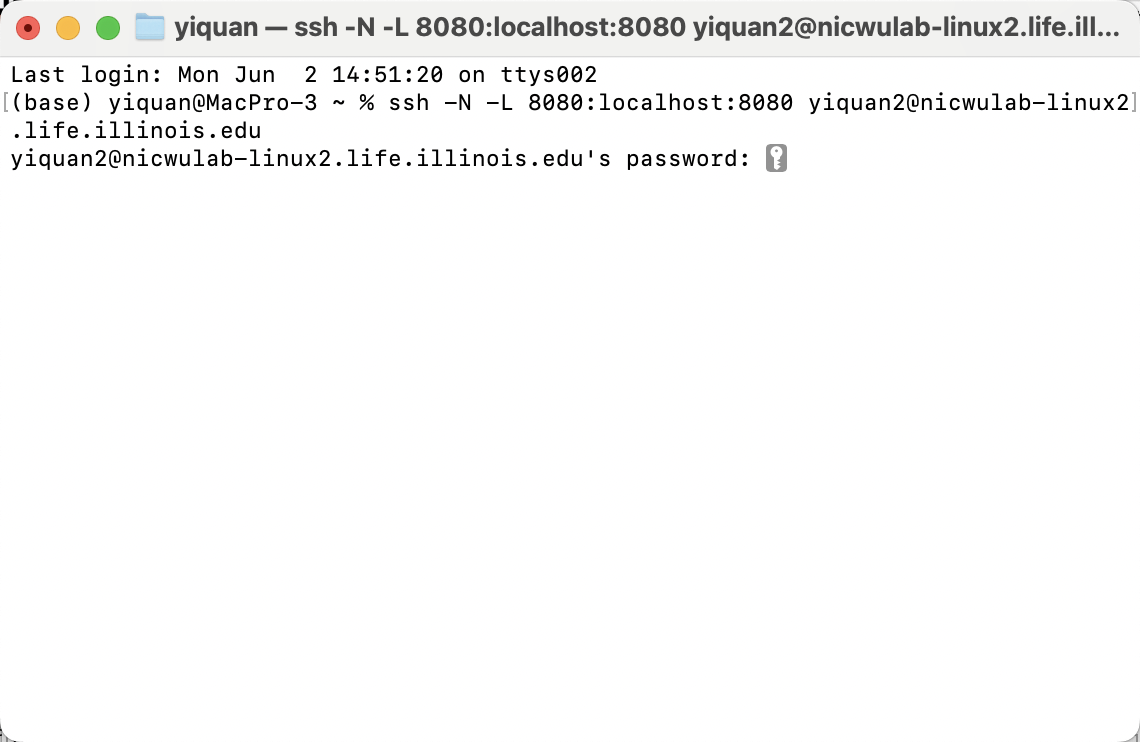 yiquan — ssh -N -L 8080:localhost:8080 yiquan2@nicwulab-linux2.life.ill...
Last login: Mon Jun  2 14:51:20 on ttys002
[(base) yiquan@MacPro-3 ~ % ssh -N -L 8080:localhost:8080 yiquan2@nicwulab-linux2]
.life.illinois.edu
yiquan2@nicwulab-linux2.life.illinois.edu's password: